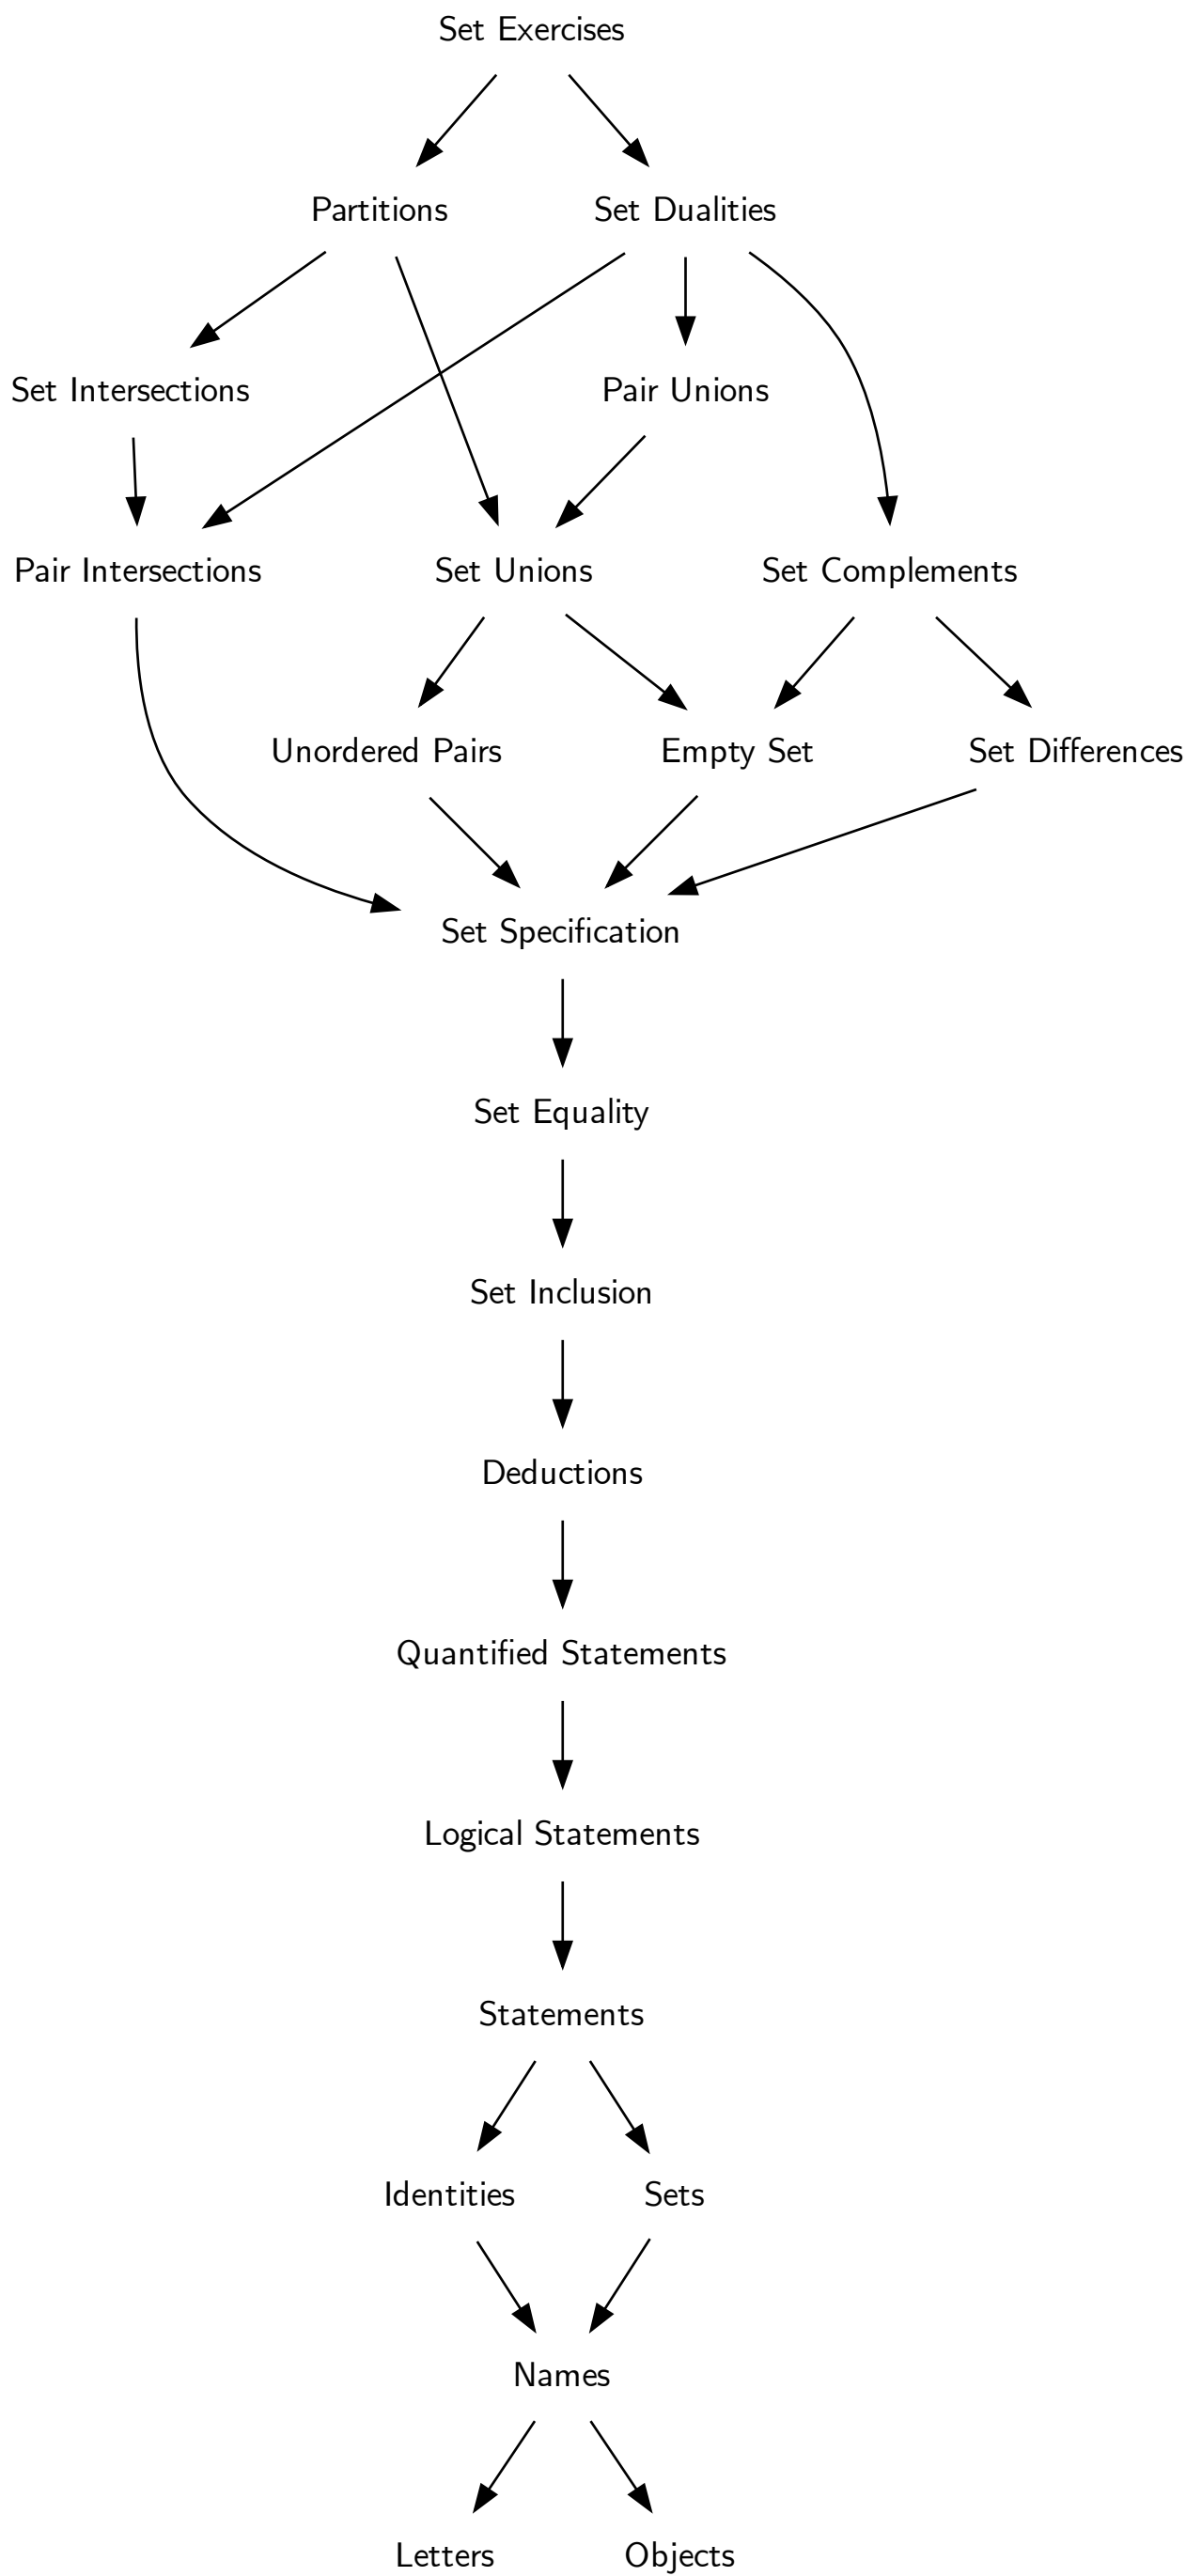 Set Exercises
Partitions
Set Dualities
Set Intersections
Pair Unions
Pair Intersections
Set Unions
Set Complements
Unordered Pairs
Empty Set
Set Differences
Set Specification
Set Equality
Set Inclusion
Deductions
Quantified Statements
Logical Statements
Statements
Identities
Sets
Names
Letters
Objects